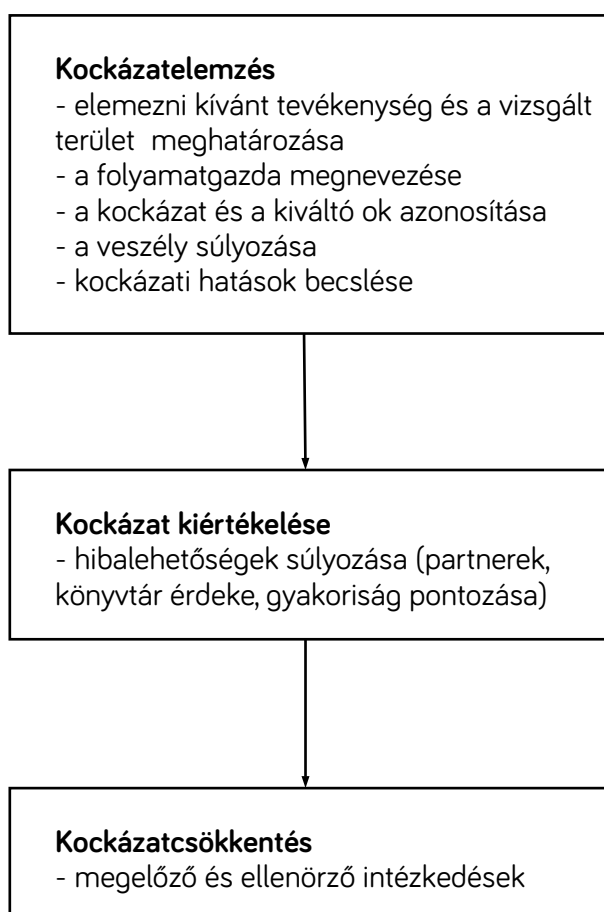 Kockázatelemzés
- elemezni kívánt tevékenység és a vizsgált
terület meghatározása
- a folyamatgazda megnevezése
- a kockázat és a kiváltó ok azonosítása
- a veszély súlyozása
- kockázati hatások becslése
Kockázat kiértékelése
- hibalehetőségek súlyozása (partnerek,
könyvtár érdeke, gyakoriság pontozása)
Kockázatcsökkentés
- megelőző és ellenörző intézkedések